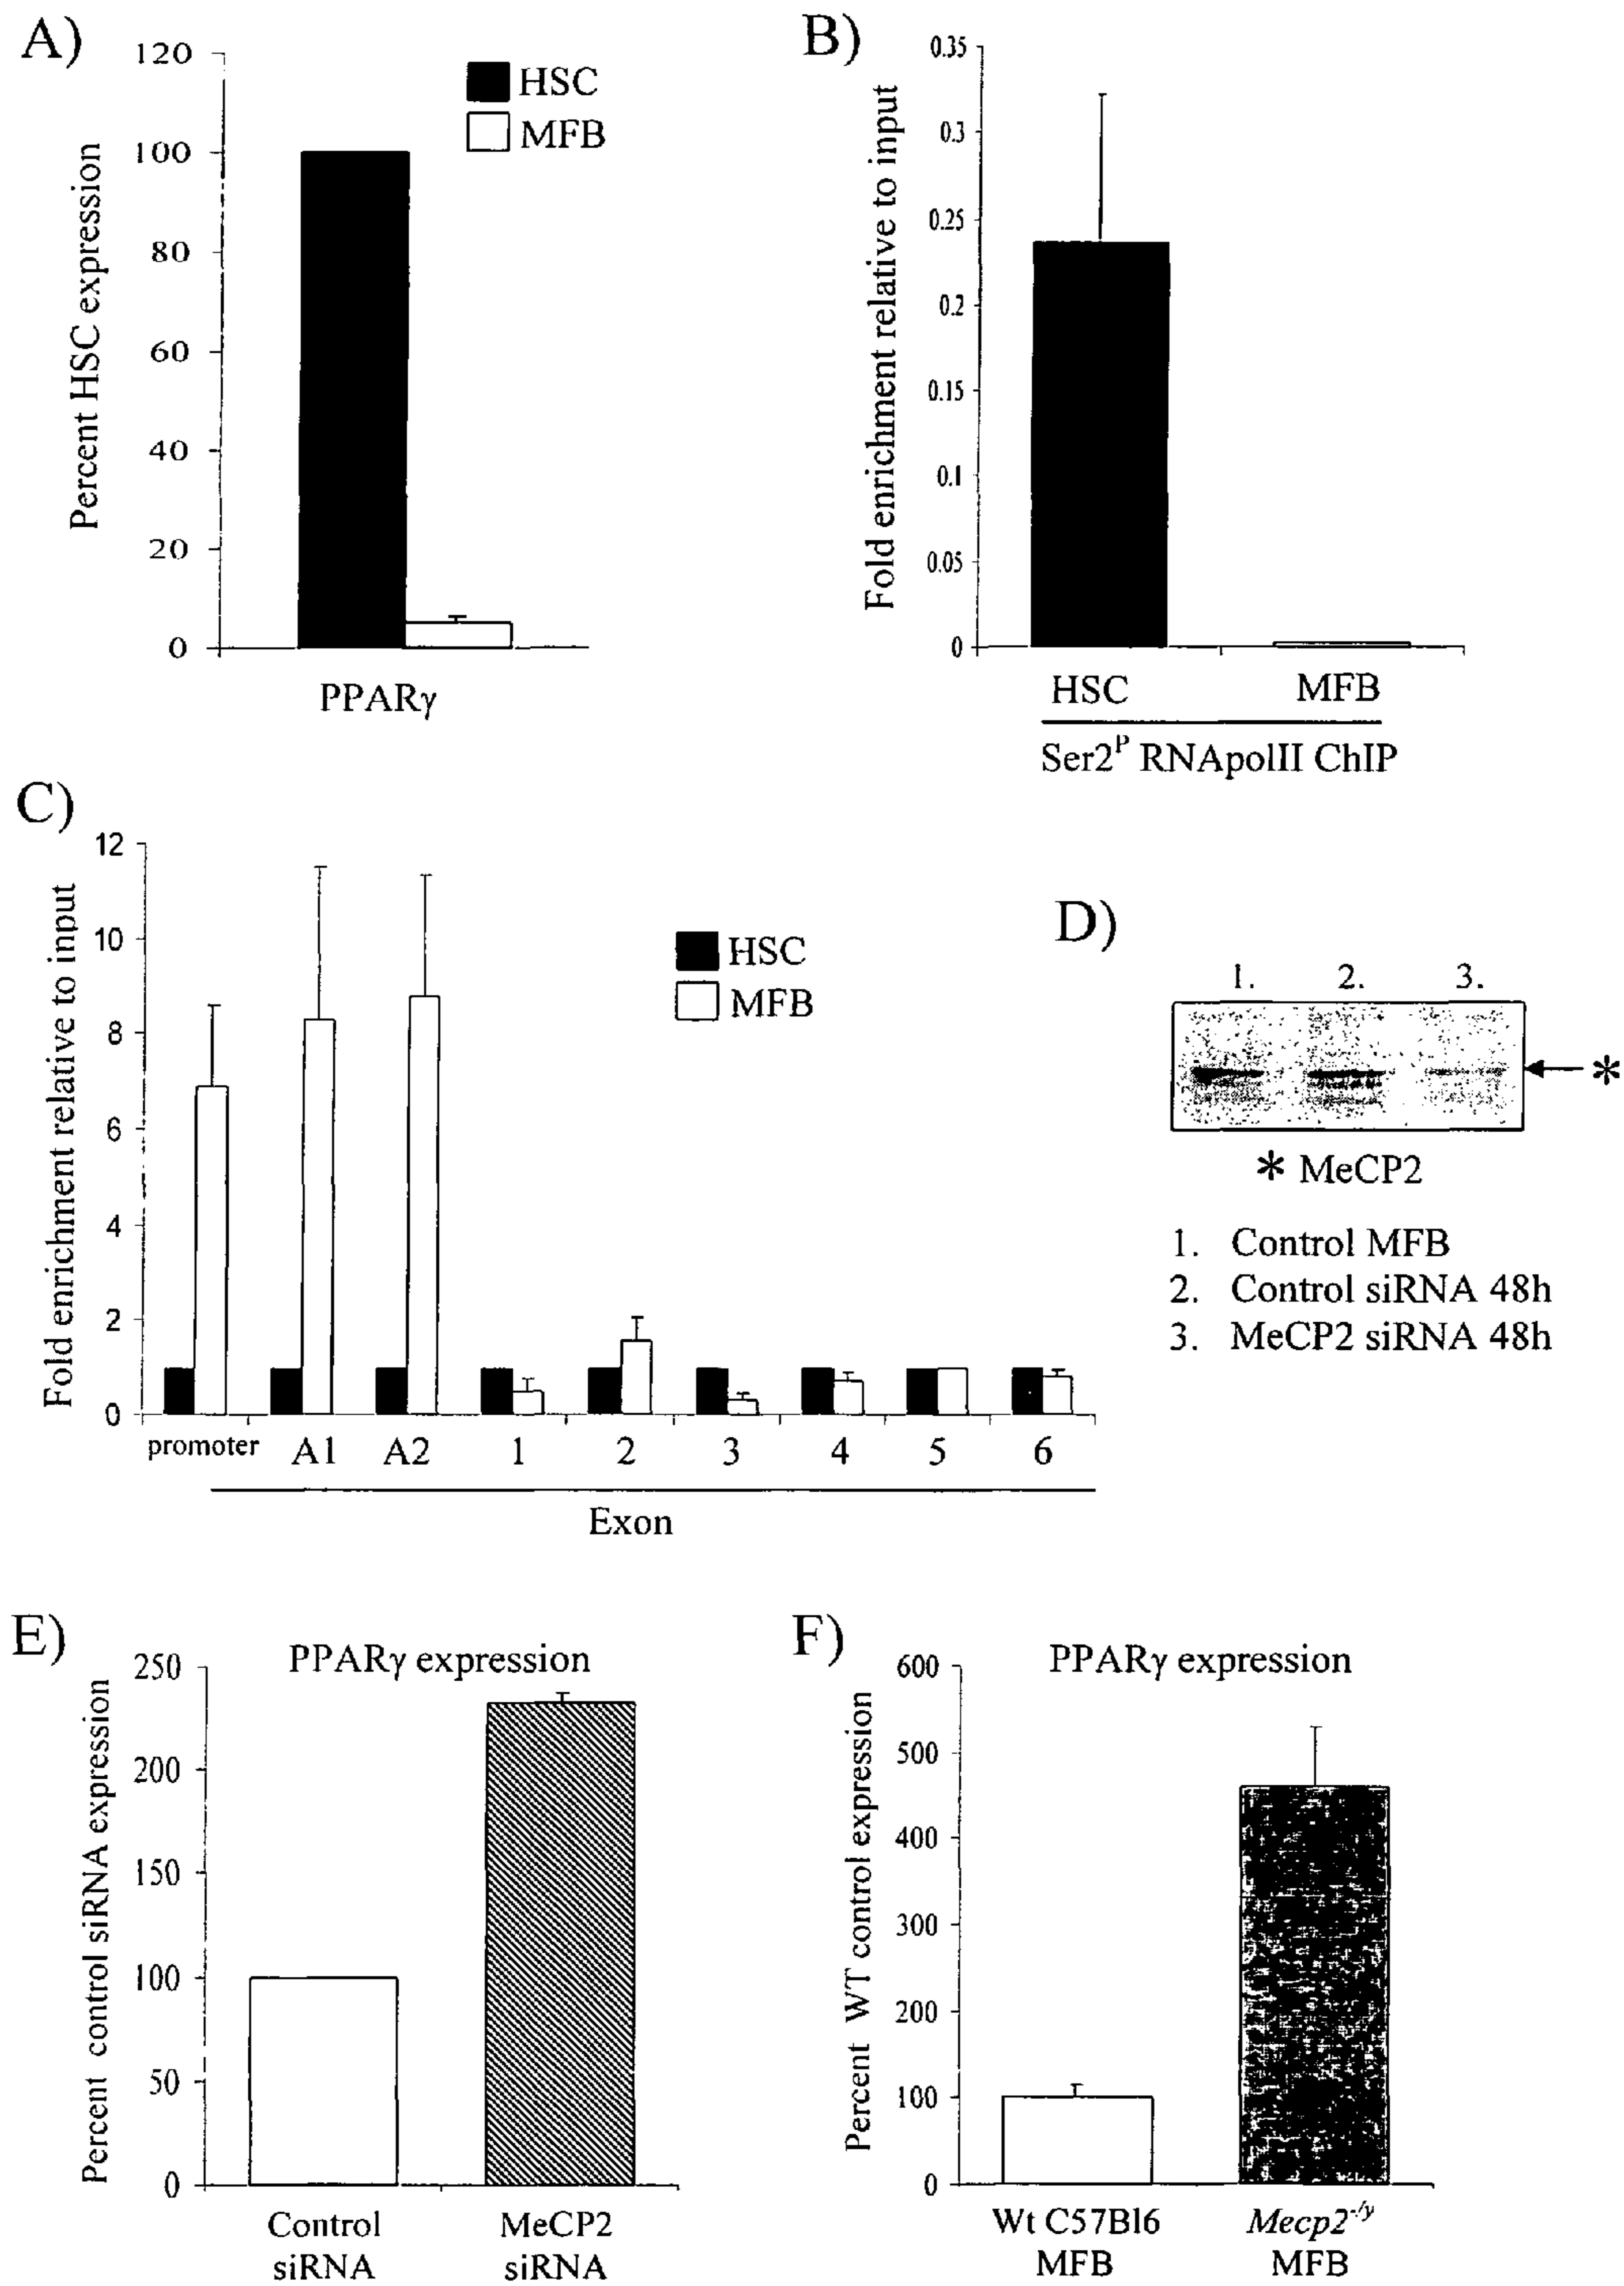 A)
Percent HSC expression
120
100
80
60
40
20
0
HSC
MFB
PPARγ
B)
Fold enrichment relative to input
0.35
0.3
0.25
0.2
0.15
0.1
0.05
0
HSC MFB
Ser2ᴾ RNApolII ChIP
C)
Fold enrichment relative to input
12
10
8
6
4
2
0
HSC
MFB
promoter A1 A2 1 2 3 4 5 6
Exon
D)
1. 2. 3.
*
* MeCP2
1. Control MFB
2. Control siRNA 48h
3. MeCP2 siRNA 48h
E)
PPARγ expression
Percent control siRNA expression
250
200
150
100
50
0
Control siRNA
MeCP2 siRNA
F)
PPARγ expression
Percent WT control expression
600
500
400
300
200
100
0
Wt C57Bl6 MFB
Mecp2⁻/ʸ MFB